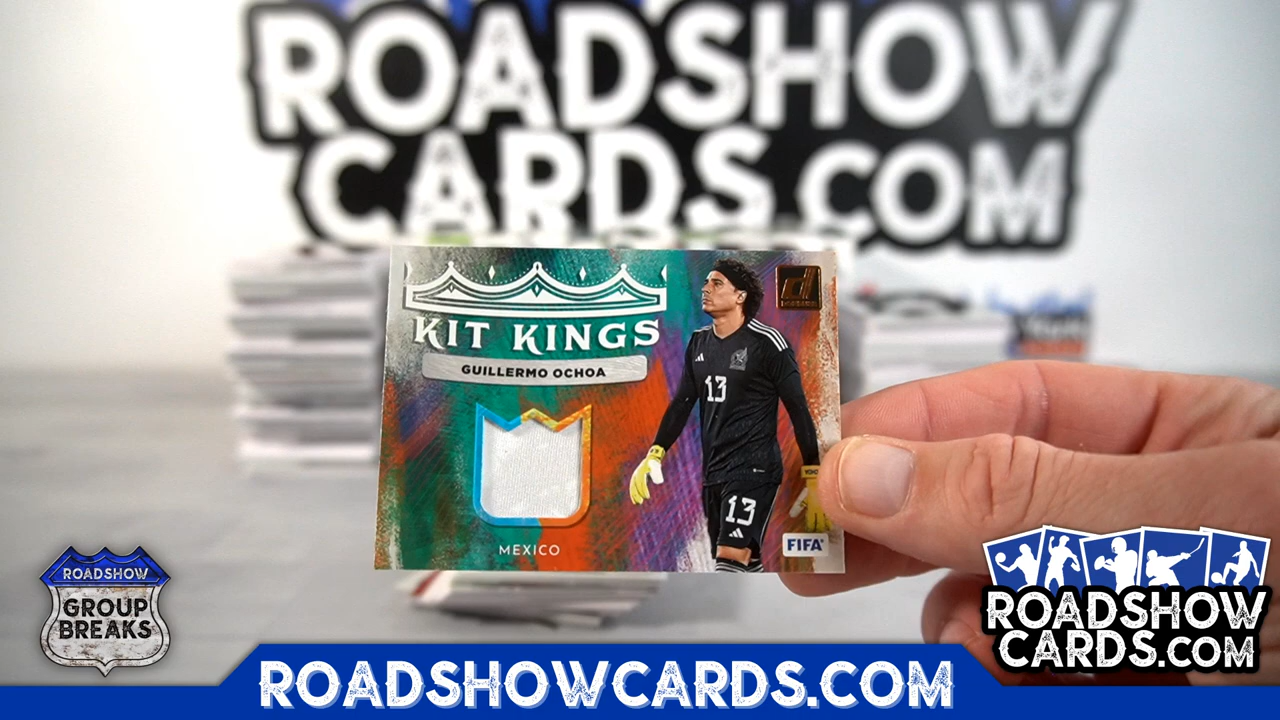 ROADSHOW
CARDS.COM
KIT KINGS
GUILLERMO OCHOA
13
13
MEXICO
FIFA
ROADSHOW
GROUP
BREAKS
ROADSHOW
CARDS.COM
ROADSHOWCARDS.COM